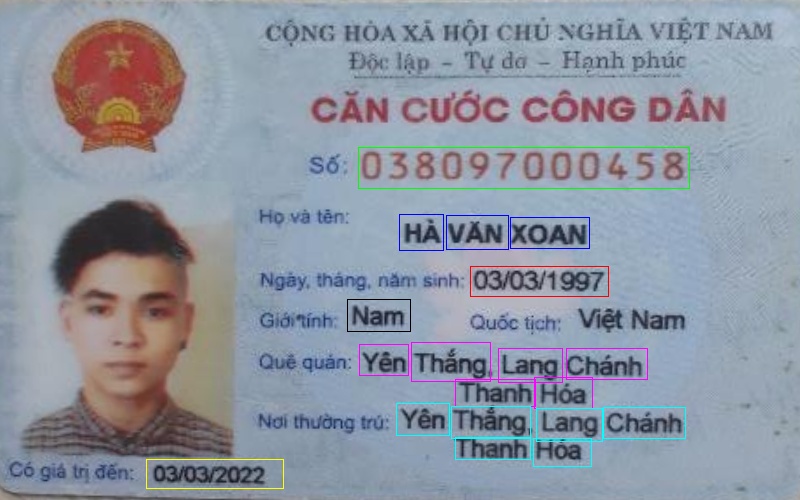 CỘNG HÒA XÃ HỘI CHỦ NGHĨA VIỆT NAM
Độc lập - Tự do - Hạnh phúc
CĂN CƯỚC CÔNG DÂN
Số: 038097000458
Họ và tên:
HÀ VĂN XOAN
Ngày, tháng, năm sinh: 03/03/1997
Giới tính: Nam Quốc tịch: Việt Nam
Quê quán: Yên Thắng, Lang Chánh
Thanh Hóa
Nơi thường trú: Yên Thắng, Lang Chánh
Thanh Hóa
Có giá trị đến: 03/03/2022